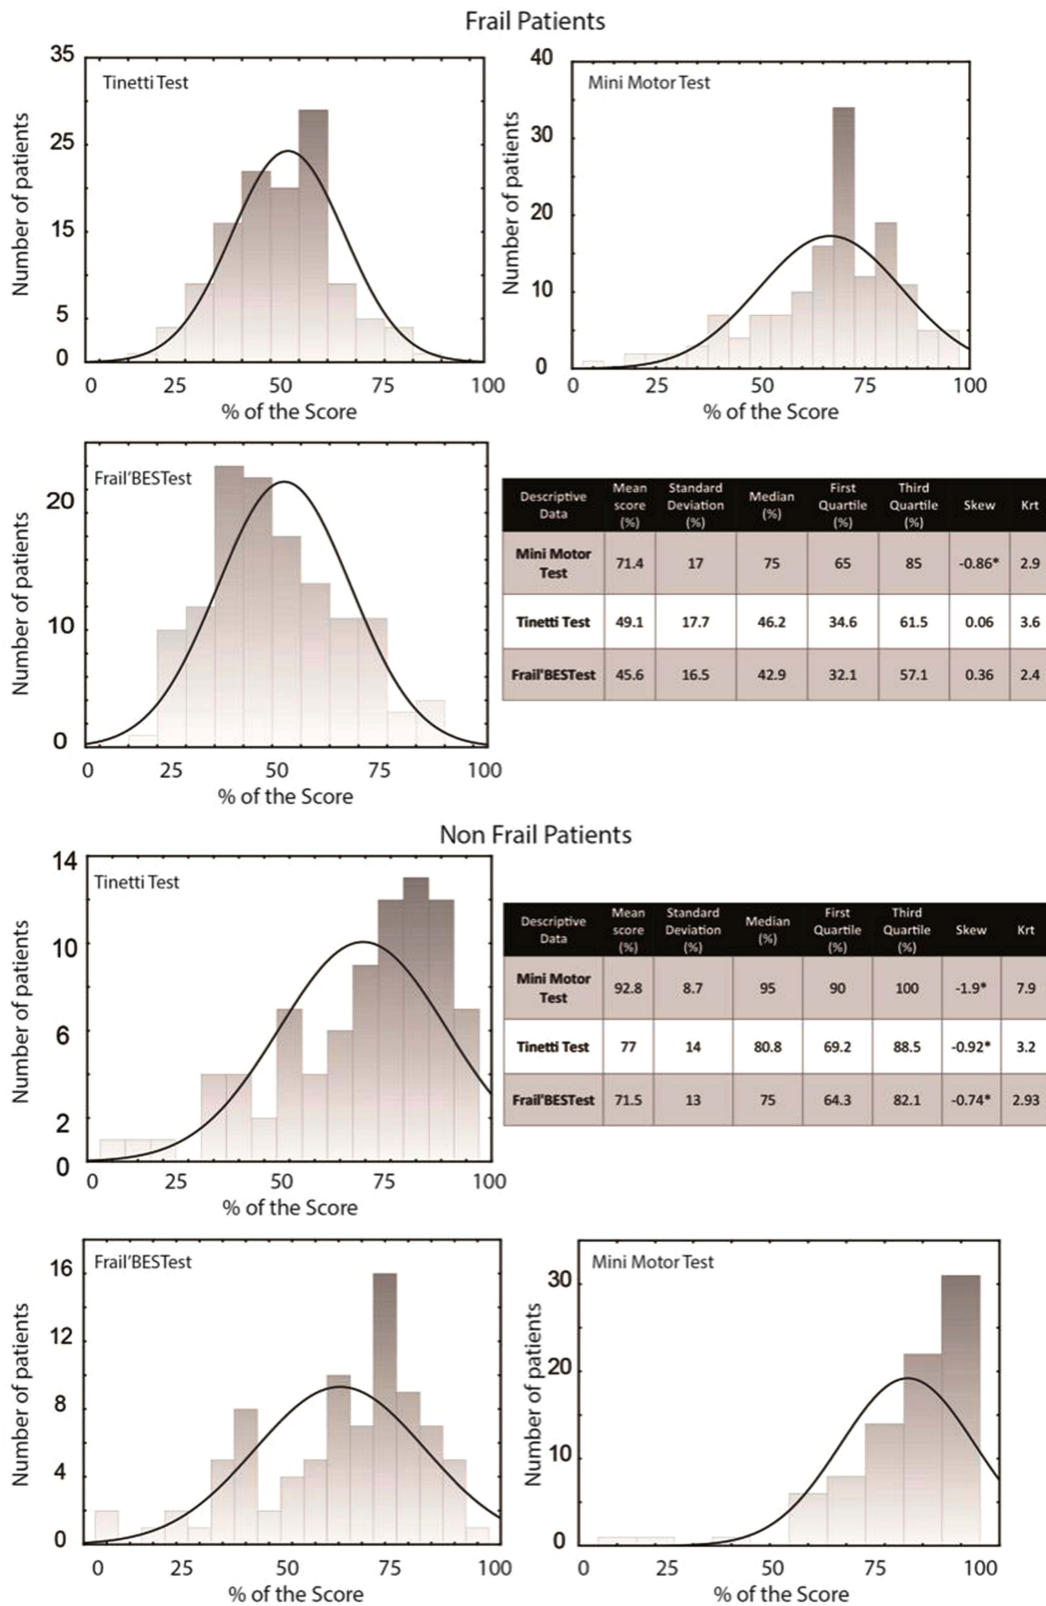 Frail Patients
Tinetti Test
Number of patients
35
25
15
5
0
0 25 50 75 100
% of the Score
Mini Motor Test
Number of patients
40
30
20
10
0
0 25 50 75 100
% of the Score
Frail'BESTest
Number of patients
20
10
0
0 25 50 75 100
% of the Score
Descriptive Data Mean score (%) Standard Deviation (%) Median (%) First Quartile (%) Third Quartile (%) Skew Krt
Mini Motor Test 71.4 17 75 65 85 -0.86* 2.9
Tinetti Test 49.1 17.7 46.2 34.6 61.5 0.06 3.6
Frail'BESTest 45.6 16.5 42.9 32.1 57.1 0.36 2.4
Non Frail Patients
Tinetti Test
Number of patients
14
10
6
2
0
0 25 50 75 100
% of the Score
Descriptive Data Mean score (%) Standard Deviation (%) Median (%) First Quartile (%) Third Quartile (%) Skew Krt
Mini Motor Test 92.8 8.7 95 90 100 -1.9* 7.9
Tinetti Test 77 14 80.8 69.2 88.5 -0.92* 3.2
Frail'BESTest 71.5 13 75 64.3 82.1 -0.74* 2.93
Frail'BESTest
Number of patients
16
12
8
4
0
0 25 50 75 100
% of the Score
Mini Motor Test
Number of patients
30
20
10
0
0 25 50 75 100
% of the Score